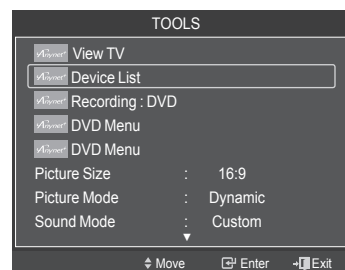 TOOLS
Anynet+ View TV
Anynet+ Device List
Anynet+ Recording : DVD
Anynet+ DVD Menu
Anynet+ DVD Menu
Picture Size : 16:9
Picture Mode : Dynamic
Sound Mode : Custom
Move Enter Exit